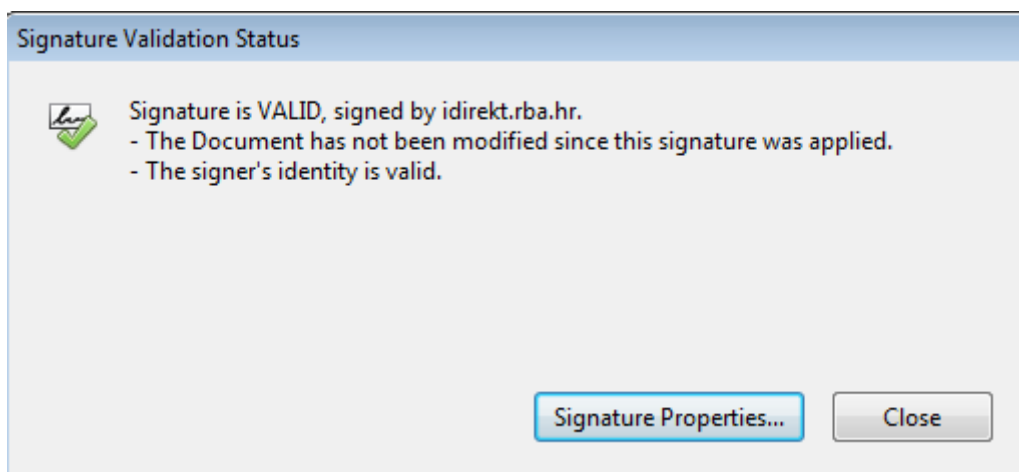 Signature Validation Status
Signature is VALID, signed by idirekt.rba.hr.
- The Document has not been modified since this signature was applied.
- The signer's identity is valid.
Signature Properties...
Close